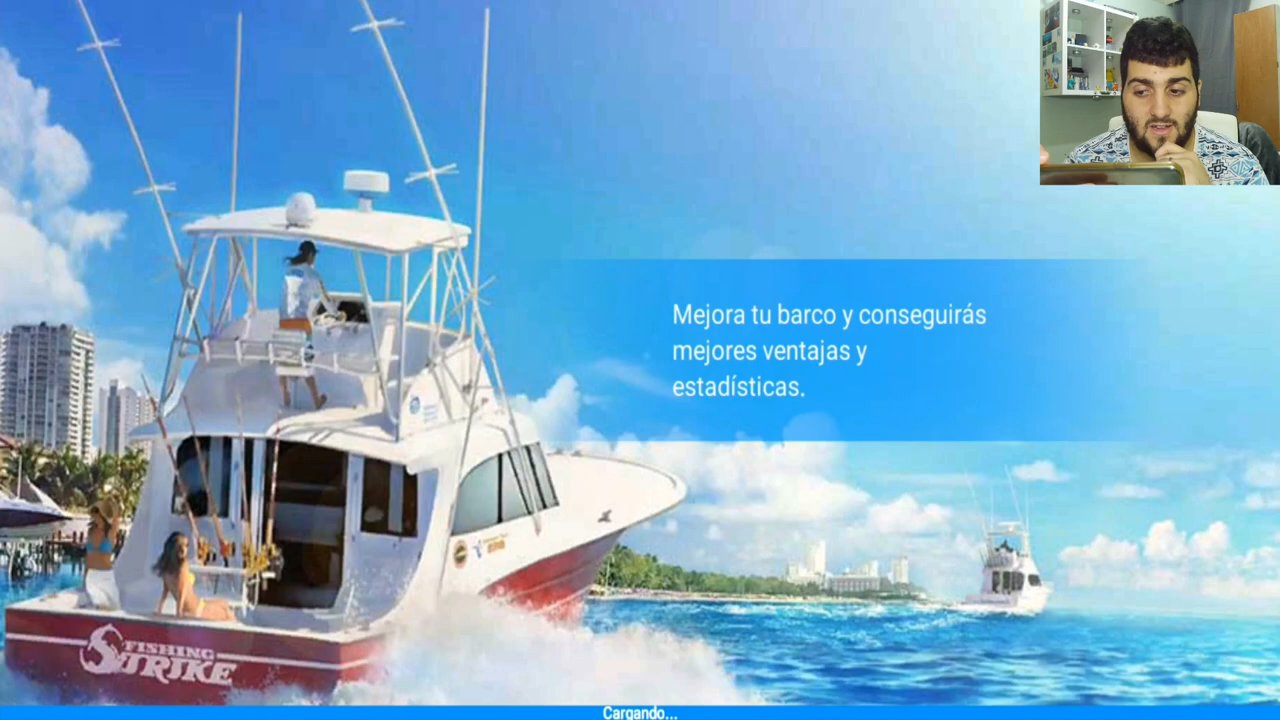 Mejora tu barco y conseguirás
mejores ventajas y
estadísticas.
FISHING
STRIKE
Cargando...